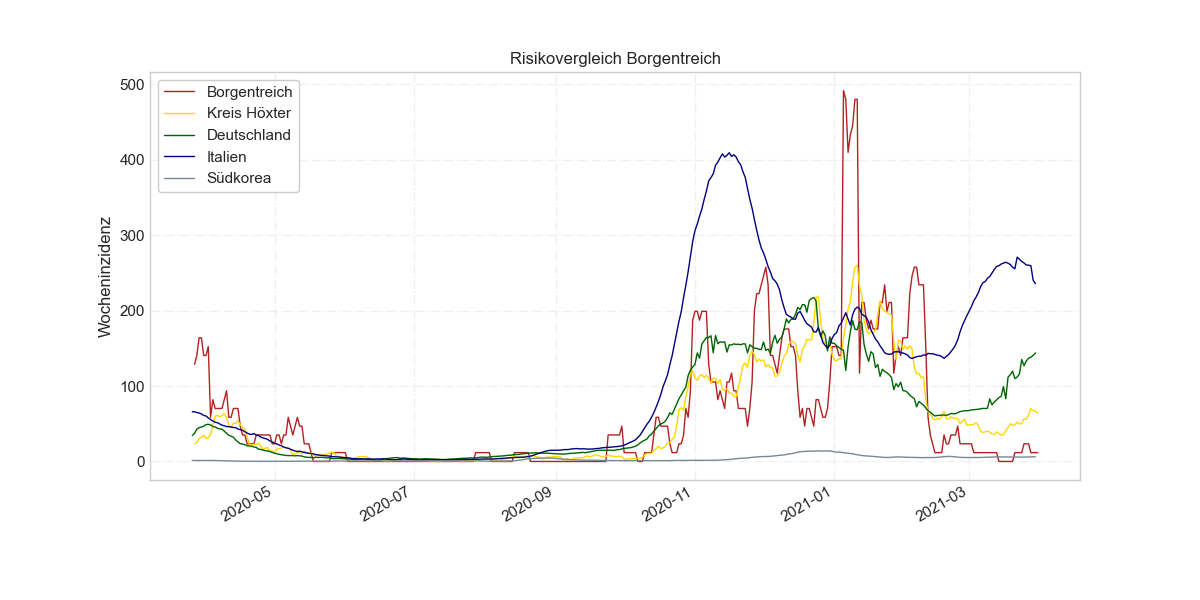 Risikovergleich Borgentreich
500
400
300
200
100
0
Wocheninzidenz
Borgentreich
Kreis Höxter
Deutschland
Italien
Südkorea
2020-05
2020-07
2020-09
2020-11
2021-01
2021-03